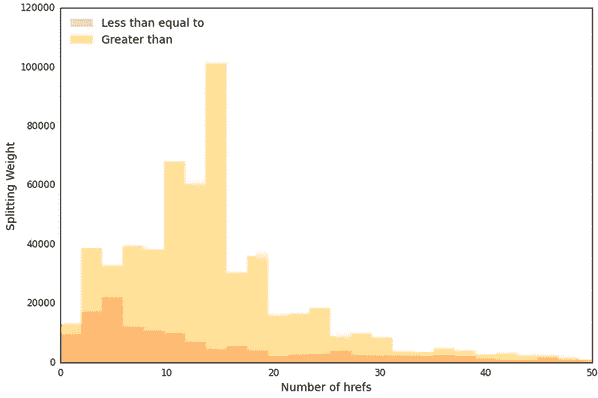 120000
Less than equal to
Greater than
100000
80000
60000
40000
20000
0
Splitting Weight
0 10 20 30 40 50
Number of hrefs